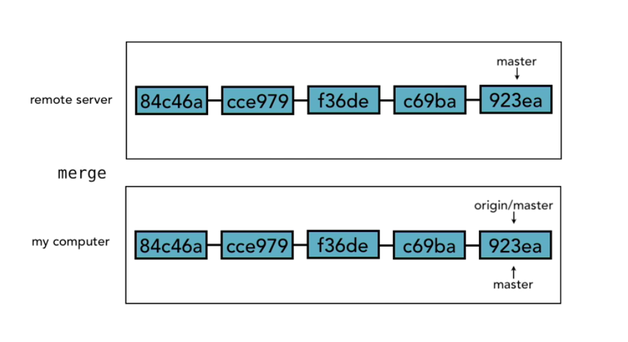 master
remote server
84c46a
cce979
f36de
c69ba
923ea
merge
origin/master
my computer
84c46a
cce979
f36de
c69ba
923ea
master